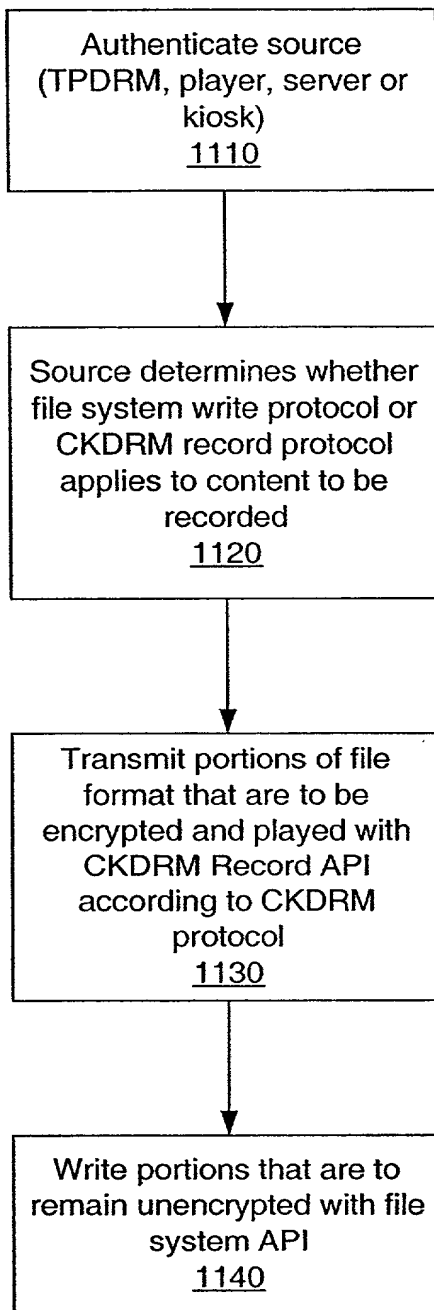 Authenticate source
(TPDRM, player, server or
kiosk)
1110
Source determines whether
file system write protocol or
CKDRM record protocol
applies to content to be
recorded
1120
Transmit portions of file
format that are to be
encrypted and played with
CKDRM Record API
according to CKDRM
protocol
1130
Write portions that are to
remain unencrypted with file
system API
1140